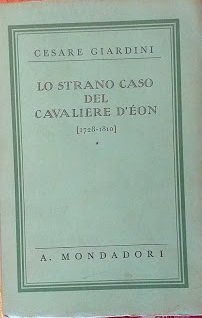 CESARE GIARDINI
LO STRANO CASO
DEL
CAVALIERE D'ÉON
[1728-1810]
A. MONDADORI